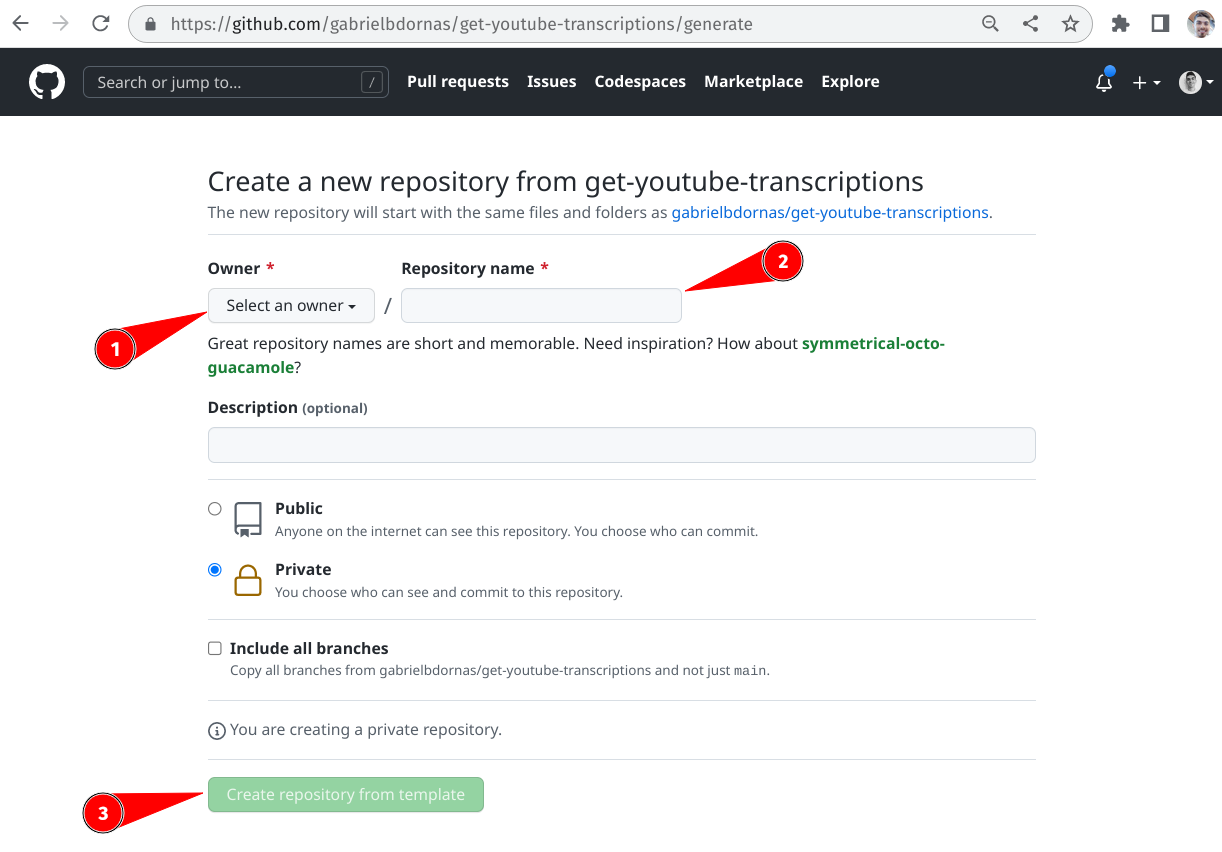 https://github.com/gabrielbdornas/get-youtube-transcriptions/generate
Search or jump to... / Pull requests Issues Codespaces Marketplace Explore
Create a new repository from get-youtube-transcriptions
The new repository will start with the same files and folders as gabrielbdornas/get-youtube-transcriptions.
Owner * Repository name *
2
Select an owner /
1
Great repository names are short and memorable. Need inspiration? How about symmetrical-octo-
guacamole?
Description (optional)
Public
Anyone on the internet can see this repository. You choose who can commit.
Private
You choose who can see and commit to this repository.
Include all branches
Copy all branches from gabrielbdornas/get-youtube-transcriptions and not just main.
You are creating a private repository.
Create repository from template
3